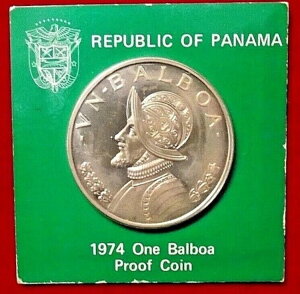 REPUBLIC OF PANAMA
VN·BALBOA
1974 One Balboa
Proof Coin